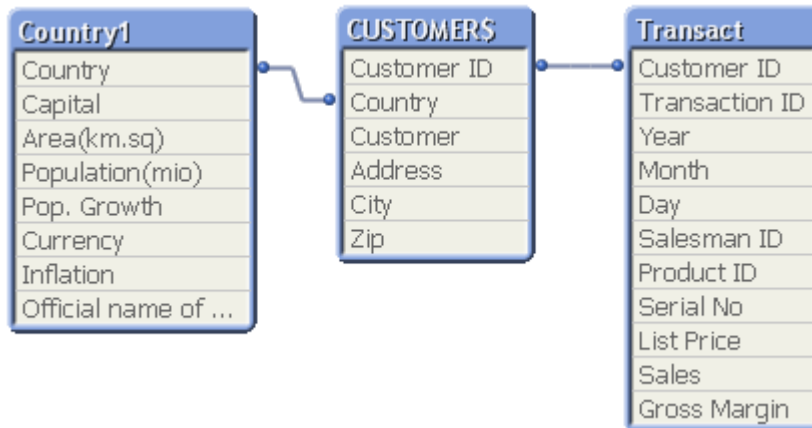 Country1
Country
Capital
Area(km.sq)
Population(mio)
Pop. Growth
Currency
Inflation
Official name of ...
CUSTOMER$
Customer ID
Country
Customer
Address
City
Zip
Transact
Customer ID
Transaction ID
Year
Month
Day
Salesman ID
Product ID
Serial No
List Price
Sales
Gross Margin